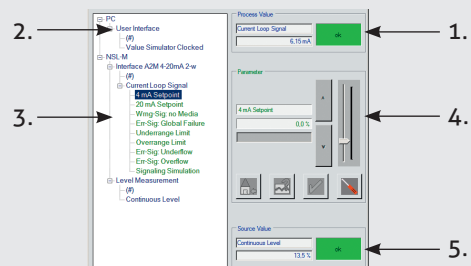 PC
User Interface
(#)
Value Simulator Clocked
NSL-M
Interface A2M 4-20mA 2-w
(#)
Current Loop Signal
4 mA Setpoint
20 mA Setpoint
Wrng-Sig: no Media
Err-Sig: Global Failure
Underrange Limit
Overrange Limit
Err-Sig: Underflow
Err-Sig: Overflow
Signaling Simulation
Level Measurement
(#)
Continuous Level
Process Value
Current Loop Signal
6,15 mA
ok
Parameter
4 mA Setpoint
0,0 %
Source Value
Continuous Level
13,5 %
ok
1.
2.
3.
4.
5.